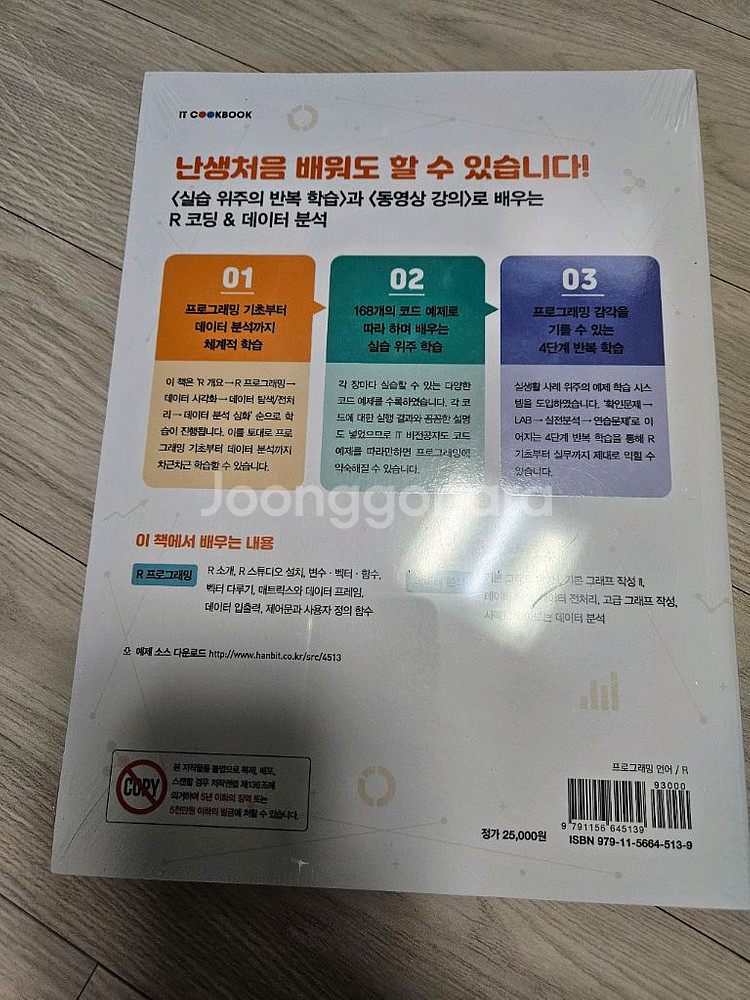 IT COOKBOOK
난생처음 배워도 할 수 있습니다!
〈실습 위주의 반복 학습〉과 〈동영상 강의〉로 배우는
R 코딩 & 데이터 분석
01
프로그래밍 기초부터
데이터 분석까지
체계적 학습
이 책은 'R 개요→R 프로그래밍→
데이터 시각화→데이터 탐색/전처
리→데이터 분석 심화' 순으로 학
습이 진행됩니다. 이를 토대로 프로
그래밍 기초부터 데이터 분석까지
차근차근 학습할 수 있습니다.
02
168개의 코드 예제로
따라 하며 배우는
실습 위주 학습
각 장마다 실습할 수 있는 다양한
코드 예제를 수록하였습니다. 각 코
드에 대한 실행 결과와 꼼꼼한 설명
도 넣었으므로 IT 비전공자도 코드
예제를 따라만하면 프로그래밍에
익숙해질 수 있습니다.
03
프로그래밍 감각을
기를 수 있는
4단계 반복 학습
실생활 사례 위주의 예제 학습 시스
템을 도입하였습니다. '확인문제→
LAB→실전분석→연습문제'로 이
어지는 4단계 반복 학습을 통해 R
기초부터 실무까지 제대로 익힐 수
있습니다.
Joonggonara
이 책에서 배우는 내용
R 프로그래밍
R 소개, R 스튜디오 설치, 변수·벡터·함수,
벡터 다루기, 매트릭스와 데이터 프레임,
데이터 입출력, 제어문과 사용자 정의 함수
기본 기본 그래프 작성 II,
데이터 전처리, 고급 그래프 작성,
데이터 분석
예제 소스 다운로드 http://www.hanbit.co.kr/src/4513
COPY
본 저작물을 불법으로 복제, 배포,
스캔할 경우 저작권법 제136조에
의거하여 5년 이하의 징역 또는
5천만원 이하의 벌금에 처할 수 있습니다.
프로그래밍 언어 / R
93000
9 791156 645139
정가 25,000원
ISBN 979-11-5664-513-9